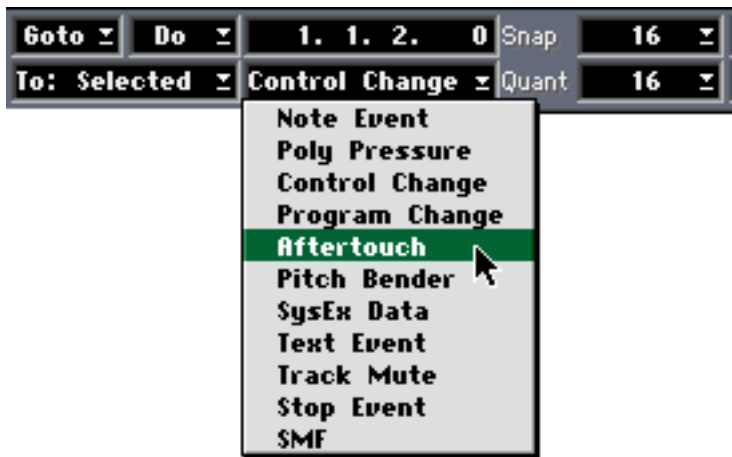 Goto Do 1. 1. 2. 0 Snap 16
To: Selected Control Change Quant 16
Note Event
Poly Pressure
Control Change
Program Change
Aftertouch
Pitch Bender
SysEx Data
Text Event
Track Mute
Stop Event
SMF